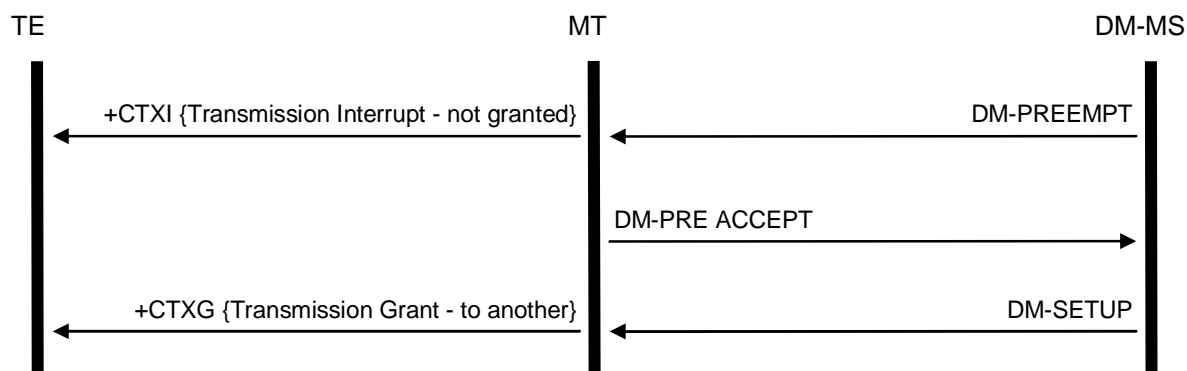 TE MT DM-MS
+CTXI {Transmission Interrupt - not granted} DM-PREEMPT
DM-PRE ACCEPT
+CTXG {Transmission Grant - to another} DM-SETUP